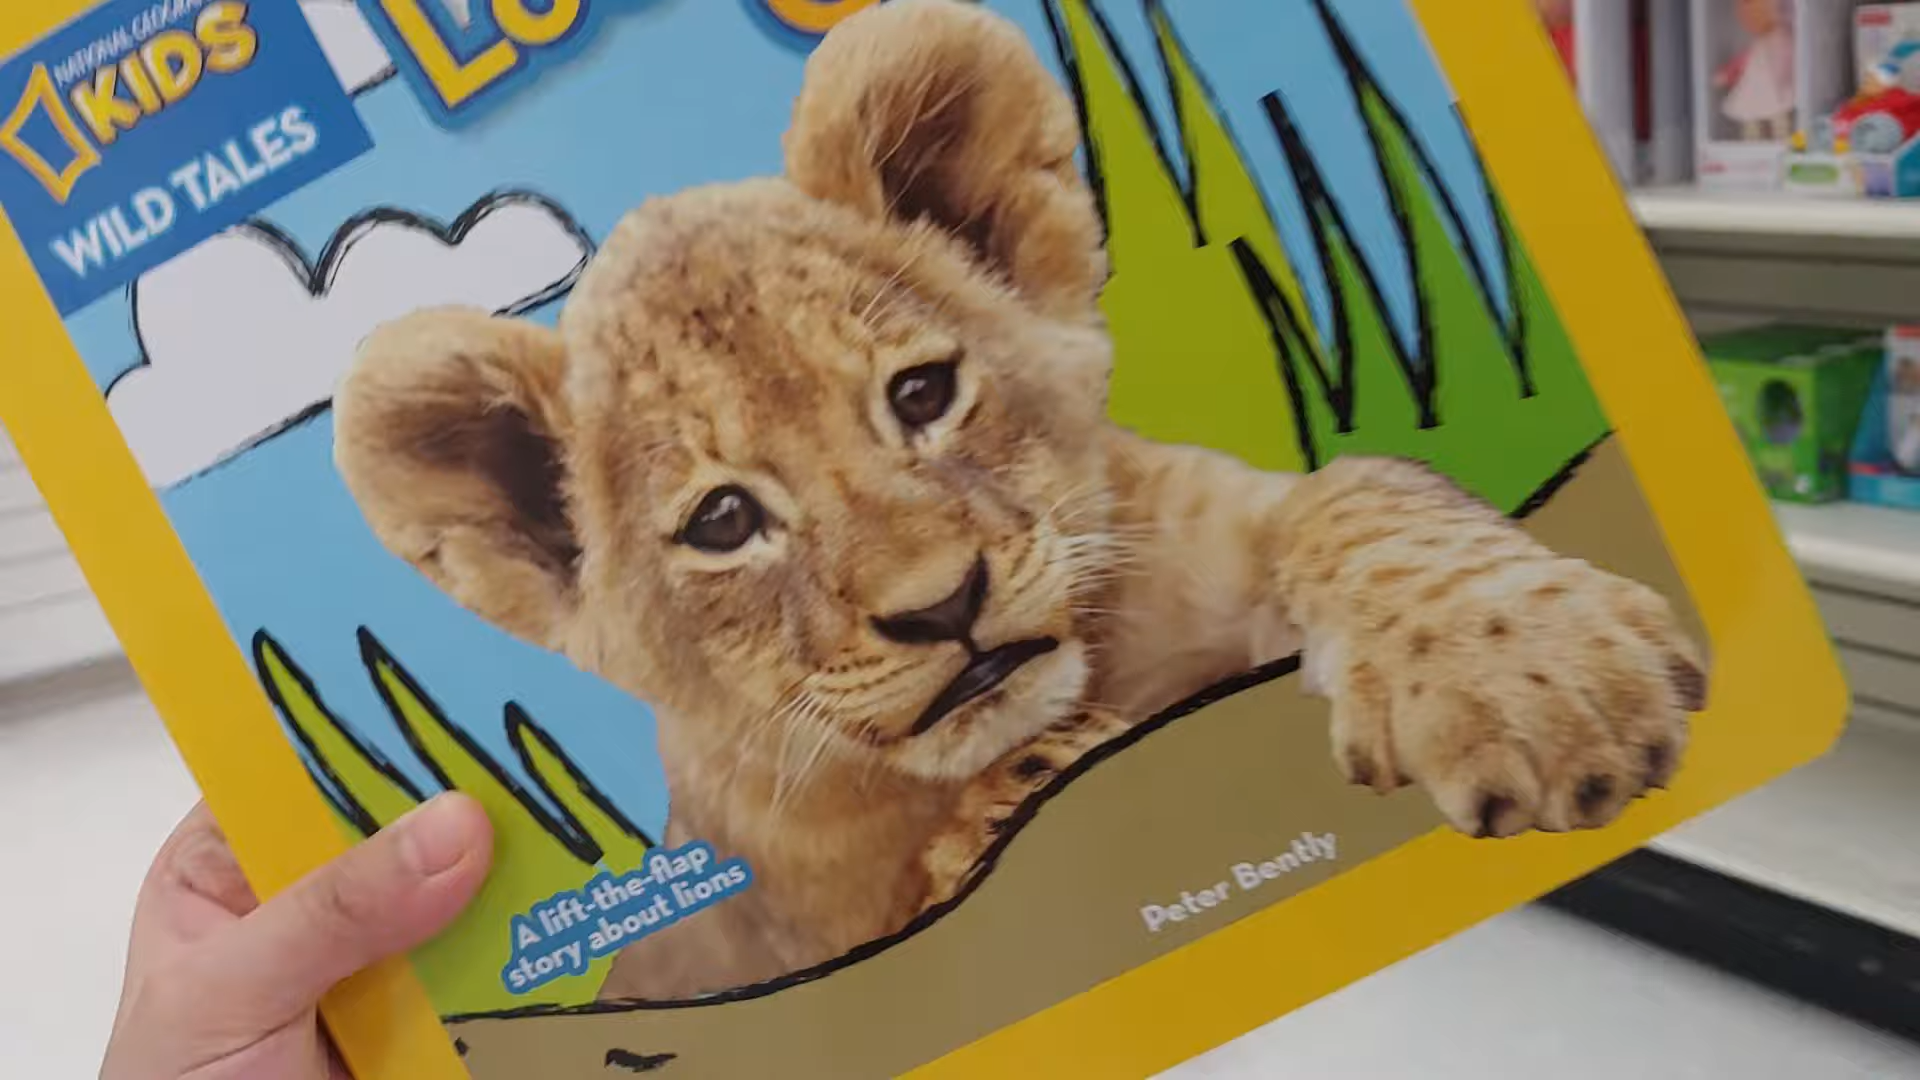 NATIONAL GEOGRAPHIC
KIDS
WILD TALES
A lift-the-flap
story about lions
Peter Bently